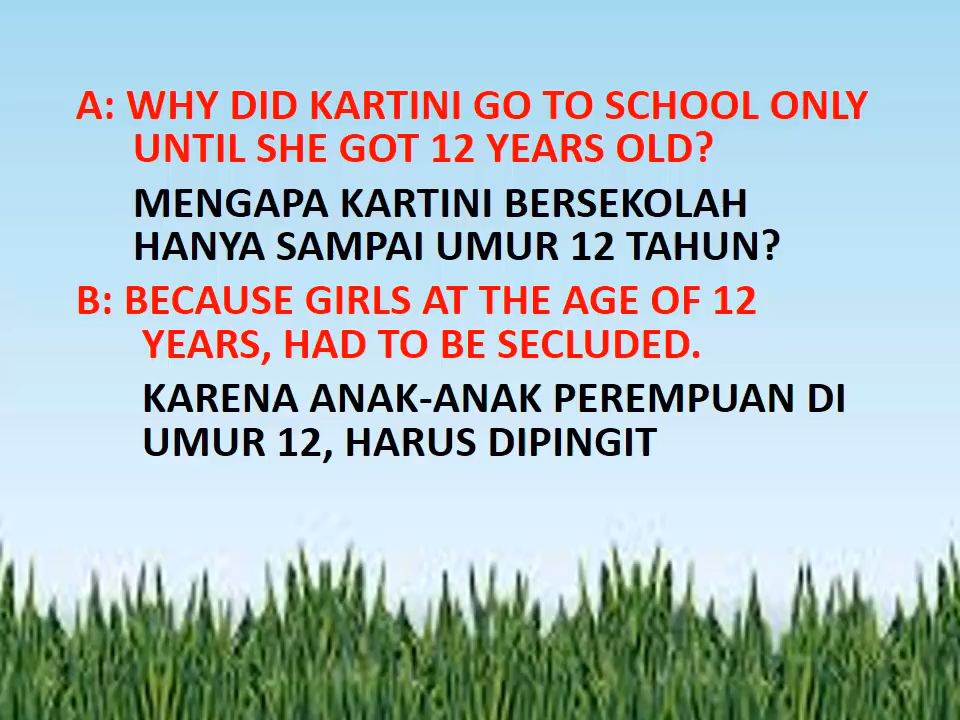 A: WHY DID KARTINI GO TO SCHOOL ONLY
UNTIL SHE GOT 12 YEARS OLD?
MENGAPA KARTINI BERSEKOLAH
HANYA SAMPAI UMUR 12 TAHUN?
B: BECAUSE GIRLS AT THE AGE OF 12
YEARS, HAD TO BE SECLUDED.
KARENA ANAK-ANAK PEREMPUAN DI
UMUR 12, HARUS DIPINGIT